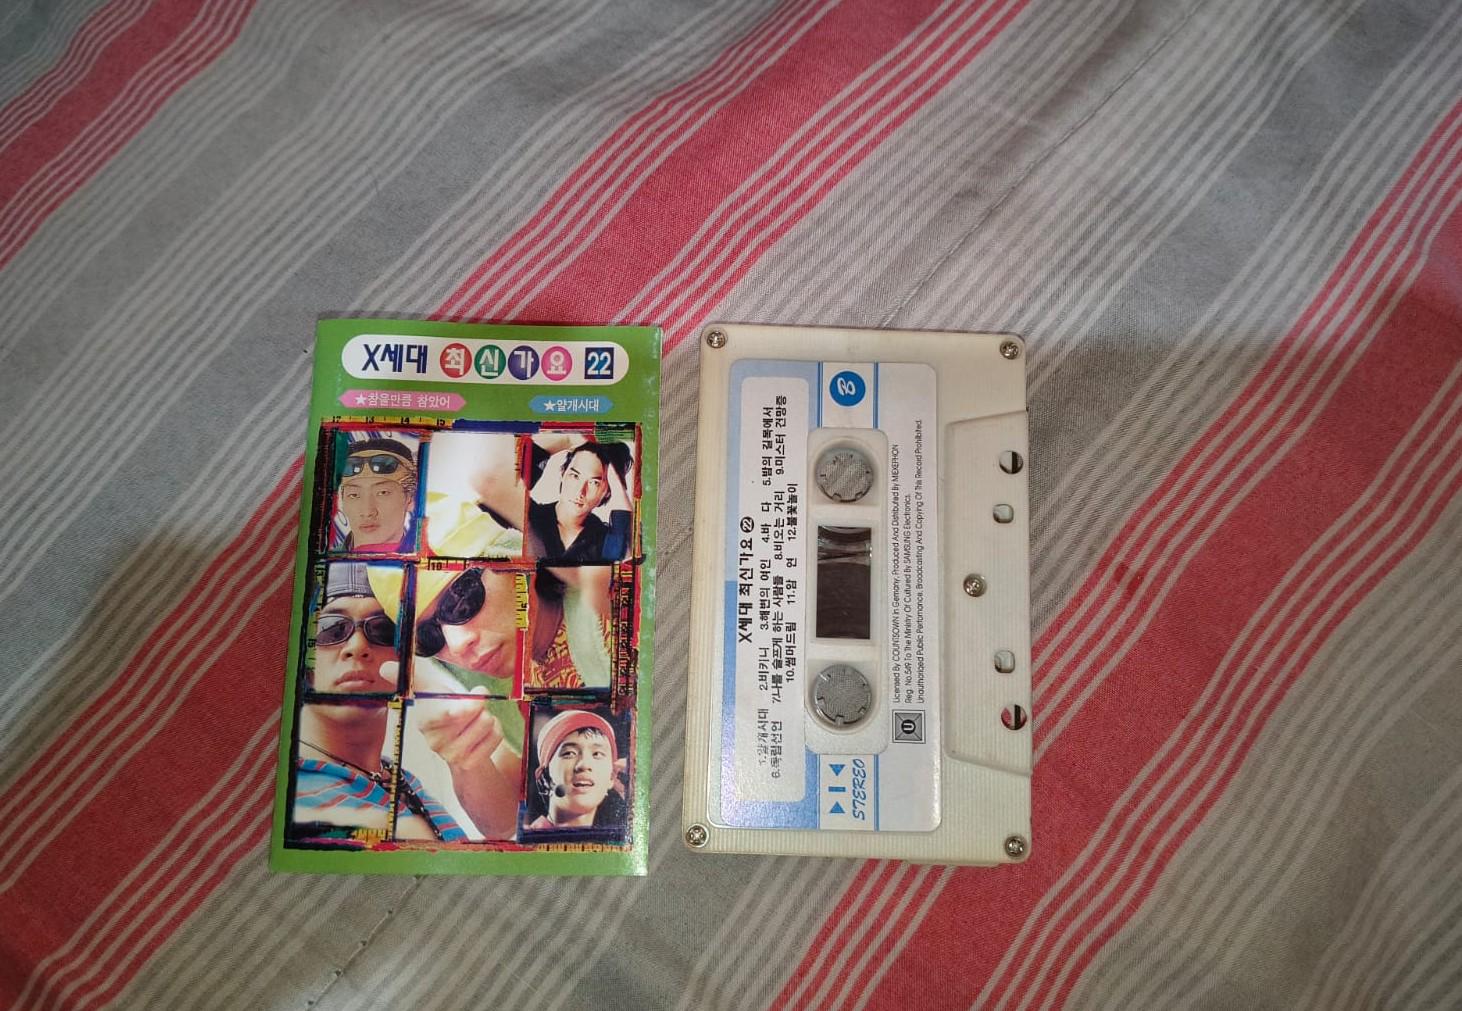 X세대 최신가요 22
★참을만큼 참았어
★얄개시대
B
X세대 최신가요 22
1.얄개시대 2.비키니 3.해변의 여인 4.바 다 5.밤의 길목에서
6.독립선언 7.나를 슬프게 하는 사람들 8.비오는 거리 9.미스터 건망증
10.썸머드림 11.암 연 12.불꽃놀이
STEREO
U
Licensed By COUNTSOWN In Gemany, Produced And Distributed By MEKEPHON
Reg. No.549 To The Ministry Of Cultured By SAMSUNG Electronics.
Unauthorized Public Pertomance, Broadcasting And Copying Of This Record Prohibited.